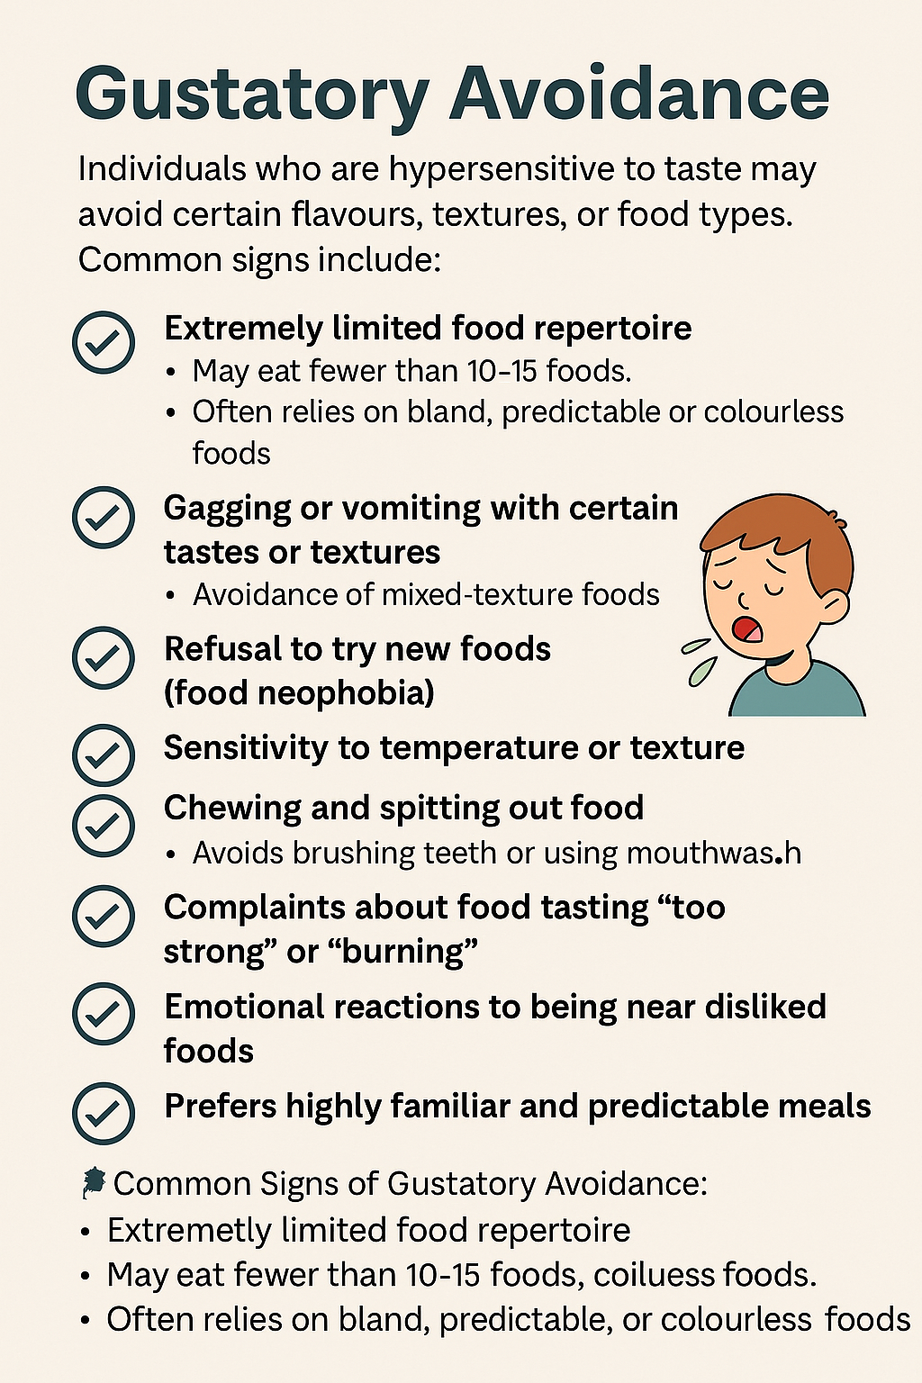 Gustatory Avoidance
Individuals who are hypersensitive to taste may
avoid certain flavours, textures, or food types.
Common signs include:
Extremely limited food repertoire
• May eat fewer than 10–15 foods.
• Often relies on bland, predictable or colourless
foods
Gagging or vomiting with certain
tastes or textures
• Avoidance of mixed-texture foods
Refusal to try new foods
(food neophobia)
Sensitivity to temperature or texture
Chewing and spitting out food
• Avoids brushing teeth or using mouthwas.h
Complaints about food tasting “too
strong” or “burning”
Emotional reactions to being near disliked
foods
Prefers highly familiar and predictable meals
Common Signs of Gustatory Avoidance:
• Extremetly limited food repertoire
• May eat fewer than 10-15 foods, coiluess foods.
• Often relies on bland, predictable, or colourless foods